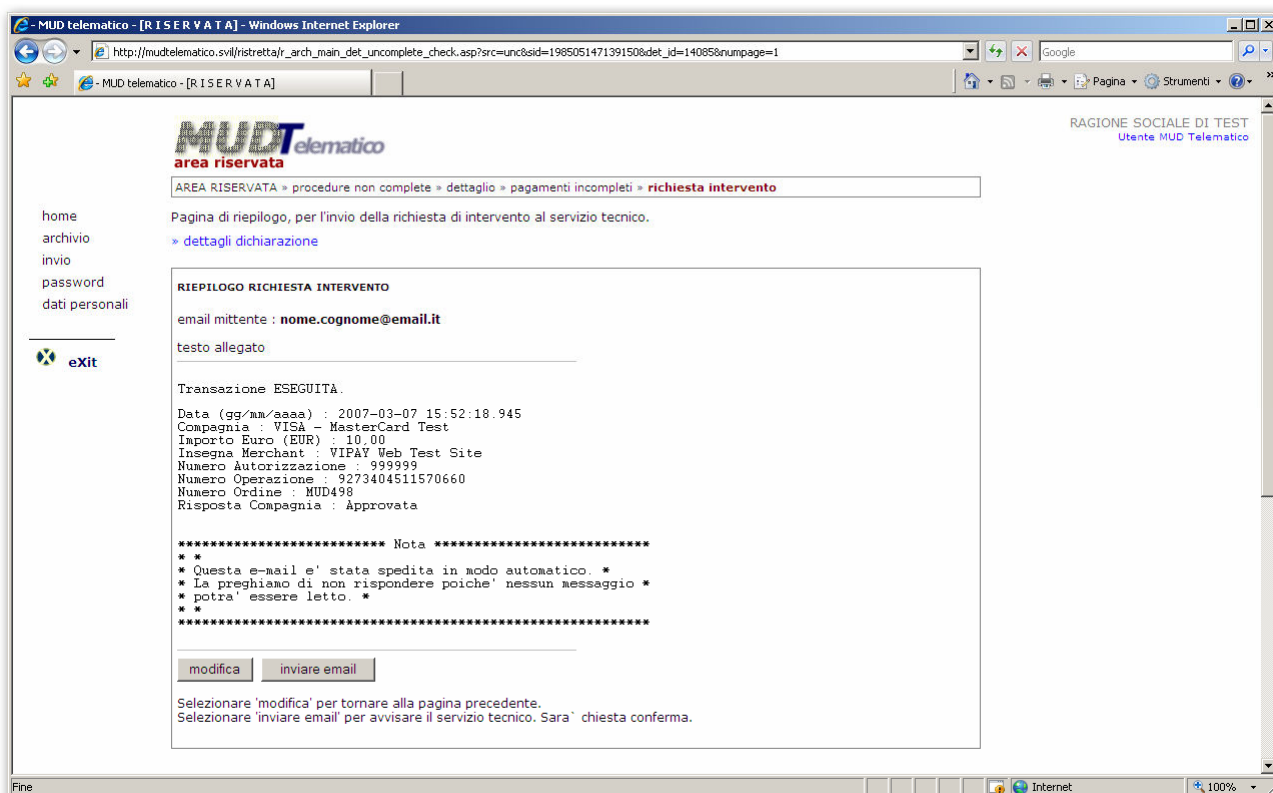 - MUD telematico - [R I S E R V A T A] - Windows Internet Explorer
http://mudtelematico.svil/ristretta/r_arch_main_det_uncomplete_check.asp?src=unc&sid=198505147139150&det_id=14085&numpage=1
Google
- MUD telematico - [R I S E R V A T A]
Pagina
Strumenti
»
MUDTelematico
area riservata
RAGIONE SOCIALE DI TEST
Utente MUD Telematico
AREA RISERVATA » procedure non complete » dettaglio » pagamenti incompleti » richiesta intervento
home
archivio
invio
password
dati personali
eXit
Pagina di riepilogo, per l'invio della richiesta di intervento al servizio tecnico.
» dettagli dichiarazione
RIEPILOGO RICHIESTA INTERVENTO
email mittente : nome.cognome@email.it
testo allegato
Transazione ESEGUITA.
Data (gg/mm/aaaa) : 2007-03-07 15:52:18.945
Compagnia : VISA - MasterCard Test
Importo Euro (EUR) : 10,00
Insegna Merchant : VIPAY Web Test Site
Numero Autorizzazione : 999999
Numero Operazione : 9273404511570660
Numero Ordine : MUD498
Risposta Compagnia : Approvata
************************** Nota ***************************
* *
* Questa e-mail e' stata spedita in modo automatico. *
* La preghiamo di non rispondere poiche' nessun messaggio *
* potra' essere letto. *
* *
***********************************************************
modifica
inviare email
Selezionare 'modifica' per tornare alla pagina precedente.
Selezionare 'inviare email' per avvisare il servizio tecnico. Sara` chiesta conferma.
Fine
Internet
100%